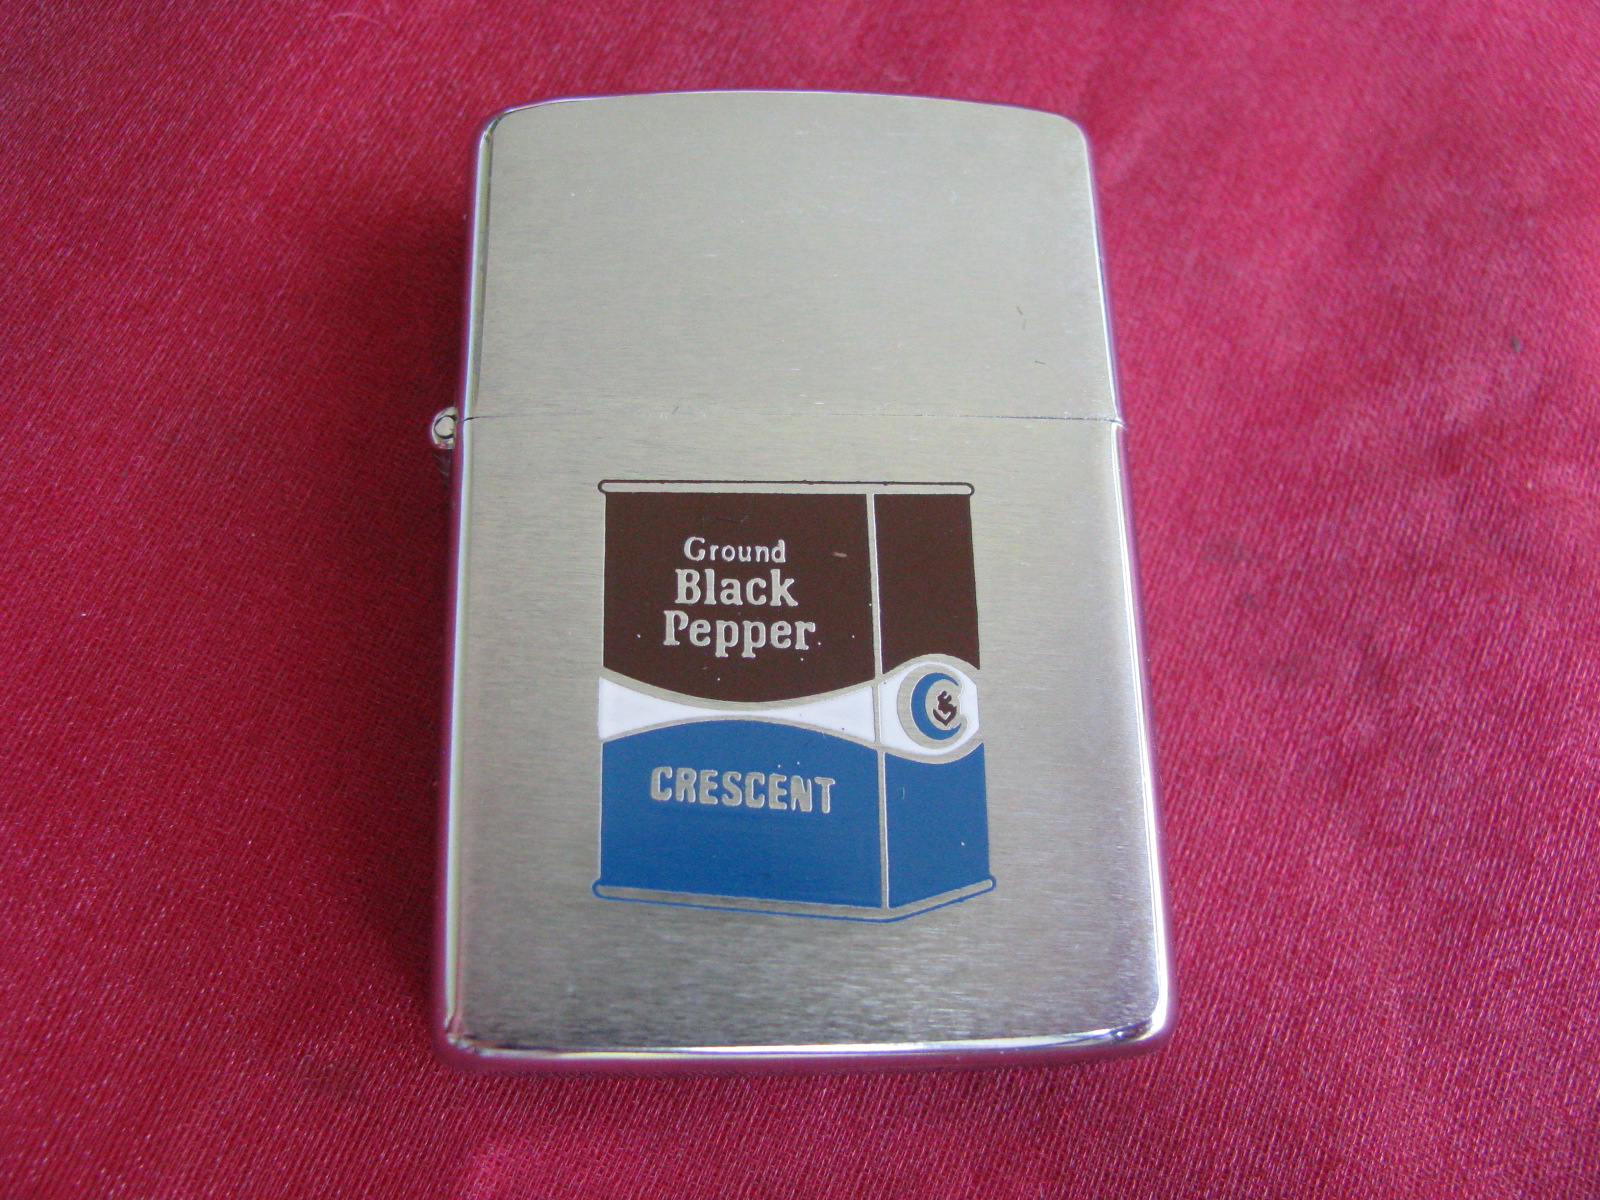 Ground
Black
Pepper
CRESCENT
C